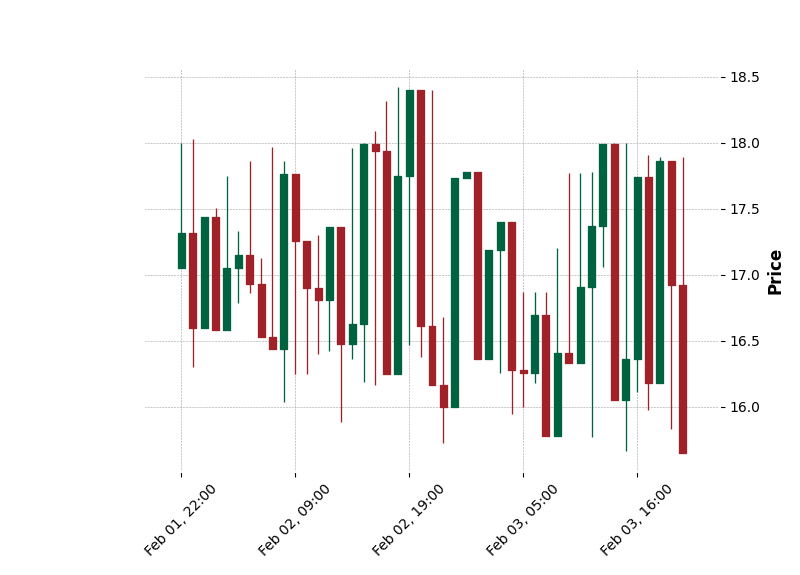 18.5
18.0
17.5
17.0
16.5
16.0
Price
Feb 01, 22:00
Feb 02, 09:00
Feb 02, 19:00
Feb 03, 05:00
Feb 03, 16:00